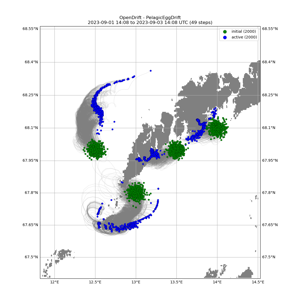 OpenDrift - PelagicEggDrift
2023-09-01 14:08 to 2023-09-03 14:08 UTC (49 steps)
68.55°N
68.55°N
initial (2000)
active (2000)
68.4°N
68.4°N
68.25°N
68.25°N
68.1°N
68.1°N
67.95°N
67.95°N
67.8°N
67.8°N
67.65°N
67.65°N
67.5°N
67.5°N
12°E 12.5°E 13°E 13.5°E 14°E 14.5°E